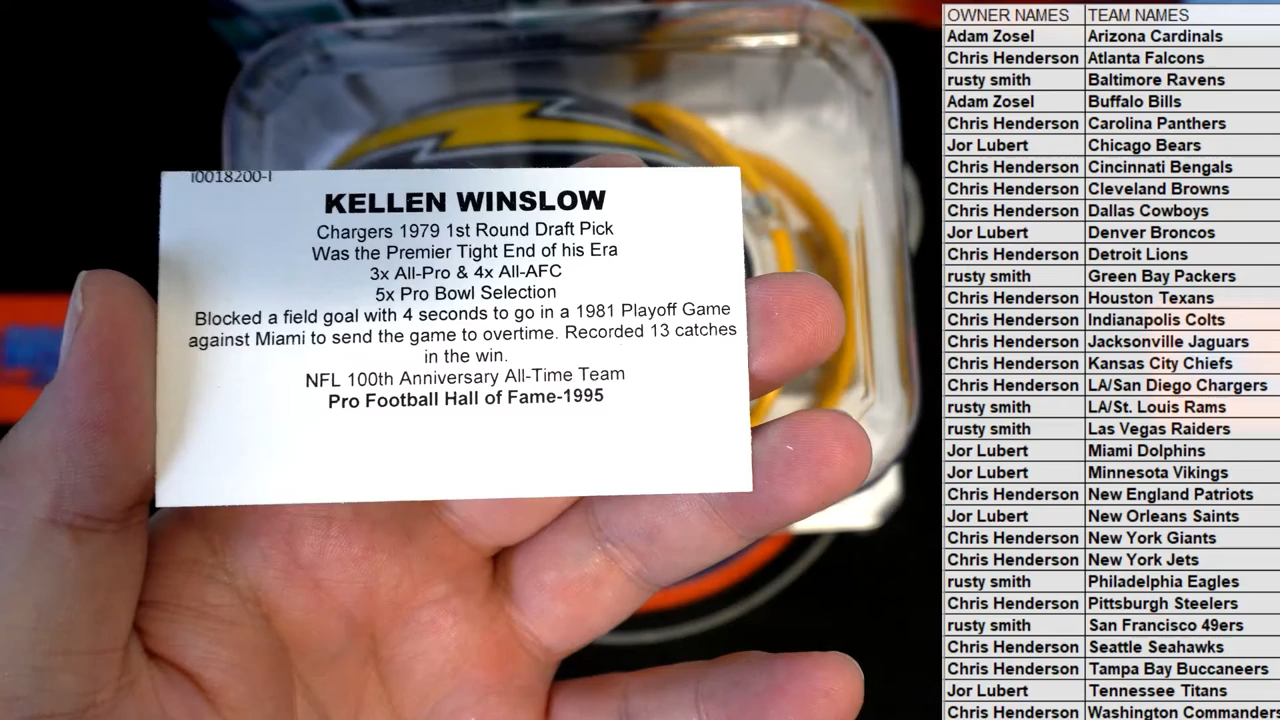 I0018200-I
KELLEN WINSLOW
Chargers 1979 1st Round Draft Pick
Was the Premier Tight End of his Era
3x All-Pro & 4x All-AFC
5x Pro Bowl Selection
Blocked a field goal with 4 seconds to go in a 1981 Playoff Game
against Miami to send the game to overtime. Recorded 13 catches
in the win.
NFL 100th Anniversary All-Time Team
Pro Football Hall of Fame-1995
OWNER NAMES TEAM NAMES
Adam Zosel Arizona Cardinals
Chris Henderson Atlanta Falcons
rusty smith Baltimore Ravens
Adam Zosel Buffalo Bills
Chris Henderson Carolina Panthers
Jor Lubert Chicago Bears
Chris Henderson Cincinnati Bengals
Chris Henderson Cleveland Browns
Chris Henderson Dallas Cowboys
Jor Lubert Denver Broncos
Chris Henderson Detroit Lions
rusty smith Green Bay Packers
Chris Henderson Houston Texans
Chris Henderson Indianapolis Colts
Chris Henderson Jacksonville Jaguars
Chris Henderson Kansas City Chiefs
Chris Henderson LA/San Diego Chargers
rusty smith LA/St. Louis Rams
rusty smith Las Vegas Raiders
Jor Lubert Miami Dolphins
Jor Lubert Minnesota Vikings
Chris Henderson New England Patriots
Jor Lubert New Orleans Saints
Chris Henderson New York Giants
Chris Henderson New York Jets
rusty smith Philadelphia Eagles
Chris Henderson Pittsburgh Steelers
rusty smith San Francisco 49ers
Chris Henderson Seattle Seahawks
Chris Henderson Tampa Bay Buccaneers
Jor Lubert Tennessee Titans
Chris Henderson Washington Commanders